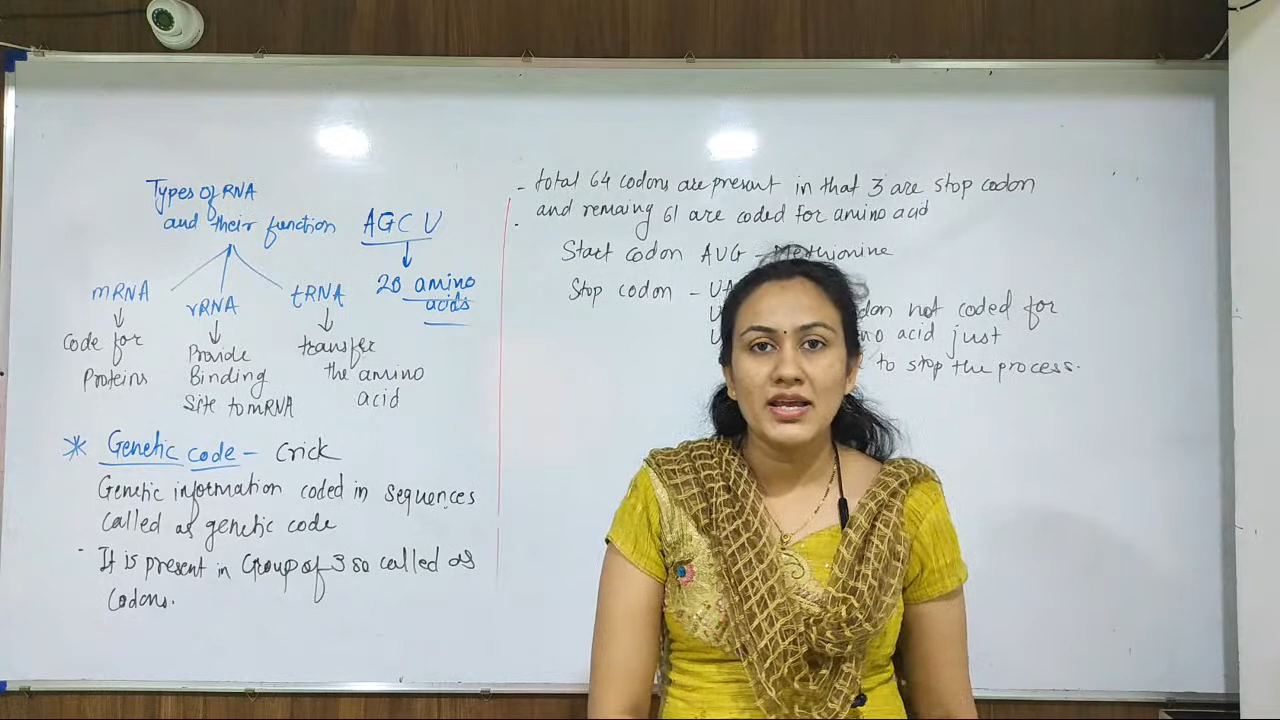 Types of RNA
and their function
AGCU
20 amino
acids
mRNA
rRNA
tRNA
Code for
Proteins
Provide
Binding
Site to mRNA
transfer
the amino
acid
* Genetic code - Crick
Genetic information coded in sequences
called as genetic code
· It is present in Group of 3 so called as
Codons.
- total 64 codons are present in that 3 are stop codon
and remaing 61 are coded for amino acid
Start codon AUG - Methionine
Stop codon -
not coded for
acid just
to stop the process.